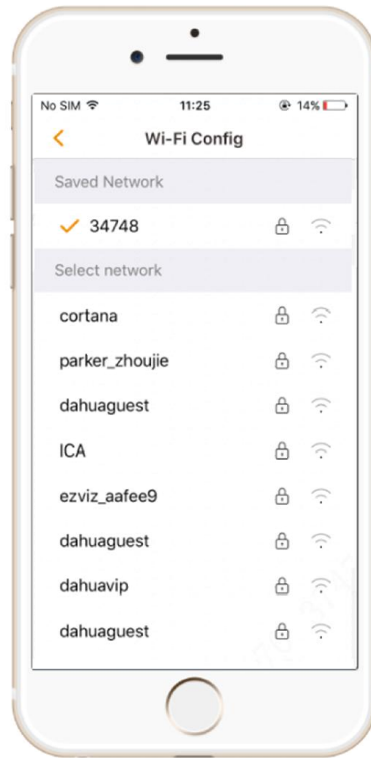 No SIM 11:25 14%
Wi-Fi Config
Saved Network
34748
Select network
cortana
parker_zhoujie
dahuaguest
ICA
ezviz_aafee9
dahuaguest
dahuavip
dahuaguest